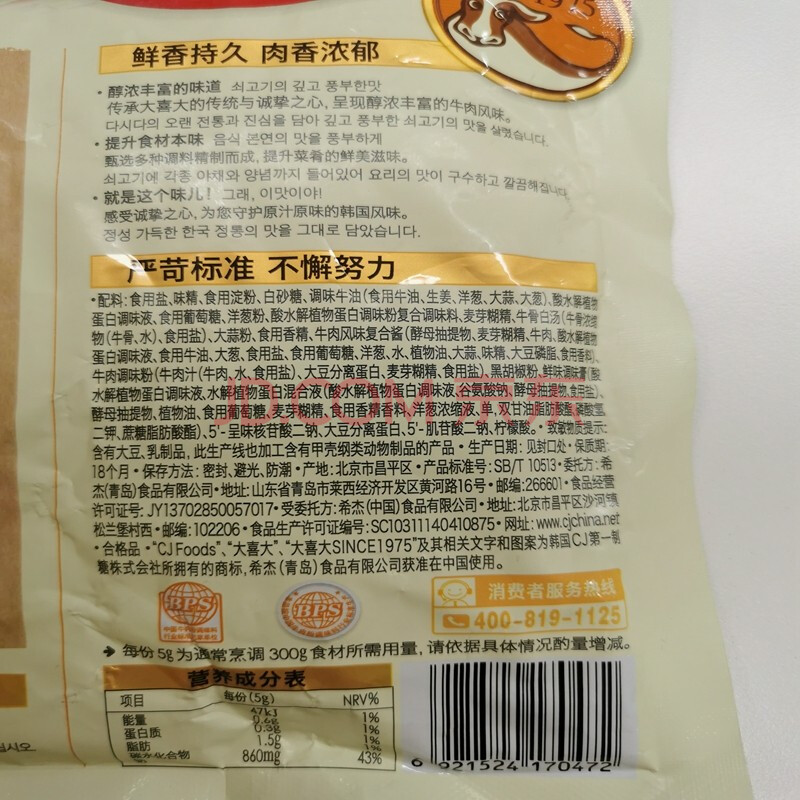 1975
鲜香持久 肉香浓郁
· 醇浓丰富的味道 쇠고기의 깊고 풍부한맛
传承大喜大的传统与诚挚之心, 呈现醇浓丰富的牛肉风味。
다시다의 오랜 전통과 진심을 담아 깊고 풍부한 쇠고기의 맛을 살렸습니다.
· 提升食材本味 음식 본연의 맛을 풍부하게
甄选多种调料精制而成, 提升菜肴的鲜美滋味。
쇠고기에 각종 야채와 양념까지 들어있어 요리의 맛이 구수하고 깔끔해집니다.
· 就是这个味儿! 그래, 이맛이야!
感受诚挚之心, 为您守护原汁原味的韩国风味。
정성 가득한 한국 정통의 맛을 그대로 담았습니다.
严苛标准 不懈努力
·配料: 食用盐、味精、食用淀粉、白砂糖、调味牛油(食用牛油、生姜、洋葱、大蒜、大葱)、酸水解植物
蛋白调味液、食用葡萄糖、洋葱粉、酸水解植物蛋白调味粉复合调味料、麦芽糊精、牛骨白汤(牛骨浓缩
物(牛骨、水)、食用盐)、大蒜粉、食用香精、牛肉风味复合酱(酵母抽提物、麦芽糊精、牛肉、酸水解植物
蛋白调味液、食用牛油、大葱、食用盐、食用葡萄糖、洋葱、水、植物油、大蒜、味精、大豆磷脂、食用香料)、
牛肉调味粉(牛肉汁(牛肉、水、食用盐)、大豆分离蛋白、麦芽糊精、食用盐)、黑胡椒粉、鲜味调味膏(酸
水解植物蛋白调味液、水解植物蛋白混合液(酸水解植物蛋白调味液、谷氨酸钠、酵母抽提物、食用盐)、
酵母抽提物、植物油、食用葡萄糖、麦芽糊精、食用香精香料、洋葱浓缩液、单,双甘油脂肪酸酯、磷酸氢
二钾、蔗糖脂肪酸酯)、5'-呈味核苷酸二钠、大豆分离蛋白、5'-肌苷酸二钠、柠檬酸。· 致敏物质提示:
含有大豆、乳制品, 此生产线也加工含有甲壳纲类动物制品的产品 · 生产日期: 见封口处 · 保质期:
18个月 · 保存方法: 密封、避光、防潮 · 产地: 北京市昌平区 · 产品标准号: SB/T 10513 · 委托方: 希
杰(青岛)食品有限公司 · 地址: 山东省青岛市莱西经济开发区黄河路16号 · 邮编: 266601 · 食品经营
许可证号: JY13702850057017 · 受委托方: 希杰(中国)食品有限公司 · 地址: 北京市昌平区沙河镇
松兰堡村西 · 邮编: 102206 · 食品生产许可证编号: SC10311140410875 · 网址: www.cjchina.net
· 合格品 · “CJ Foods”、“大喜大”、“大喜大SINCE1975”及其相关文字和图案为韩国CJ第一制
糖株式会社所拥有的商标, 希杰(青岛)食品有限公司获准在中国使用。
BPS
BPS
消费者服务热线
400-819-1125
每份5g为通常烹调300g食材所需用量, 请依据具体情况酌量增减。
营养成分表
项目 每份(5g) NRV%
能量 47kJ 1%
蛋白质 0.6g 1%
脂肪 0.3g 1%
碳水化合物 1.5g 1%
860mg 43%
6 921524 170472
십시오